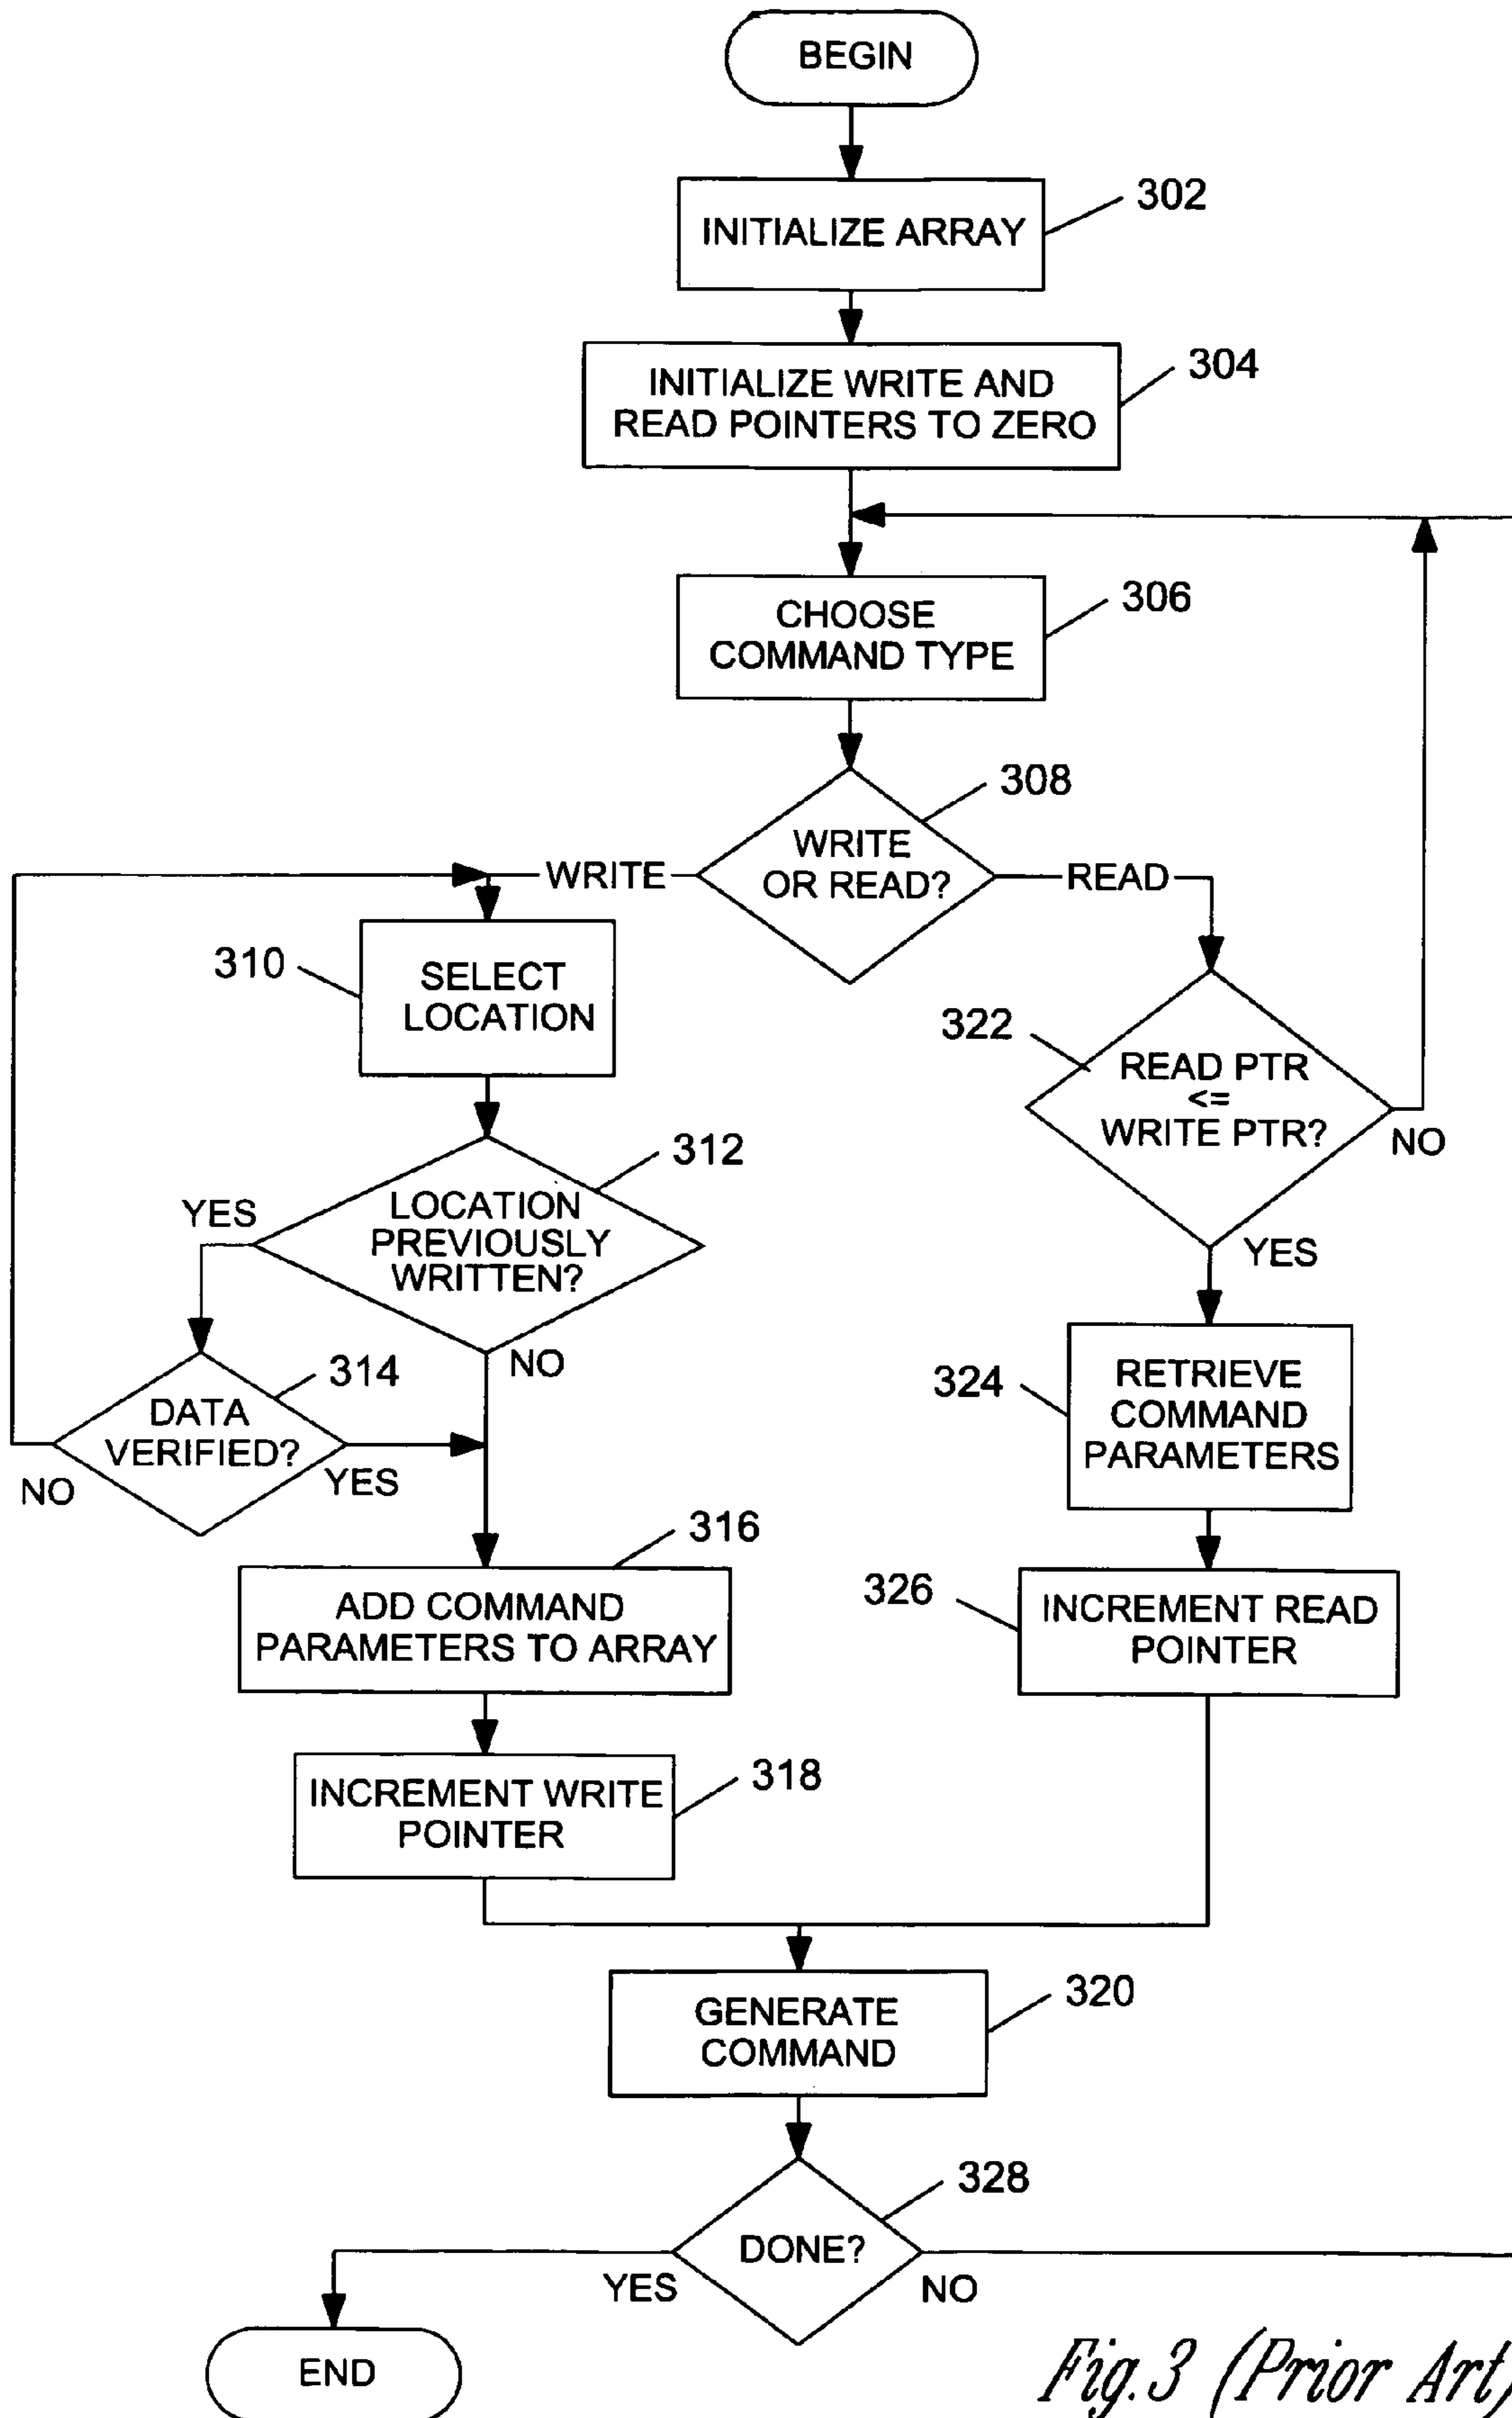 BEGIN
INITIALIZE ARRAY
302
INITIALIZE WRITE AND
READ POINTERS TO ZERO
304
CHOOSE
COMMAND TYPE
306
WRITE
OR READ?
308
WRITE
READ
SELECT
LOCATION
310
READ PTR
<=
WRITE PTR?
322
NO
YES
LOCATION
PREVIOUSLY
WRITTEN?
312
YES
NO
DATA
VERIFIED?
314
NO
YES
RETRIEVE
COMMAND
PARAMETERS
324
ADD COMMAND
PARAMETERS TO ARRAY
316
INCREMENT READ
POINTER
326
INCREMENT WRITE
POINTER
318
GENERATE
COMMAND
320
DONE?
328
YES
NO
END
Fig. 3 (Prior Art)